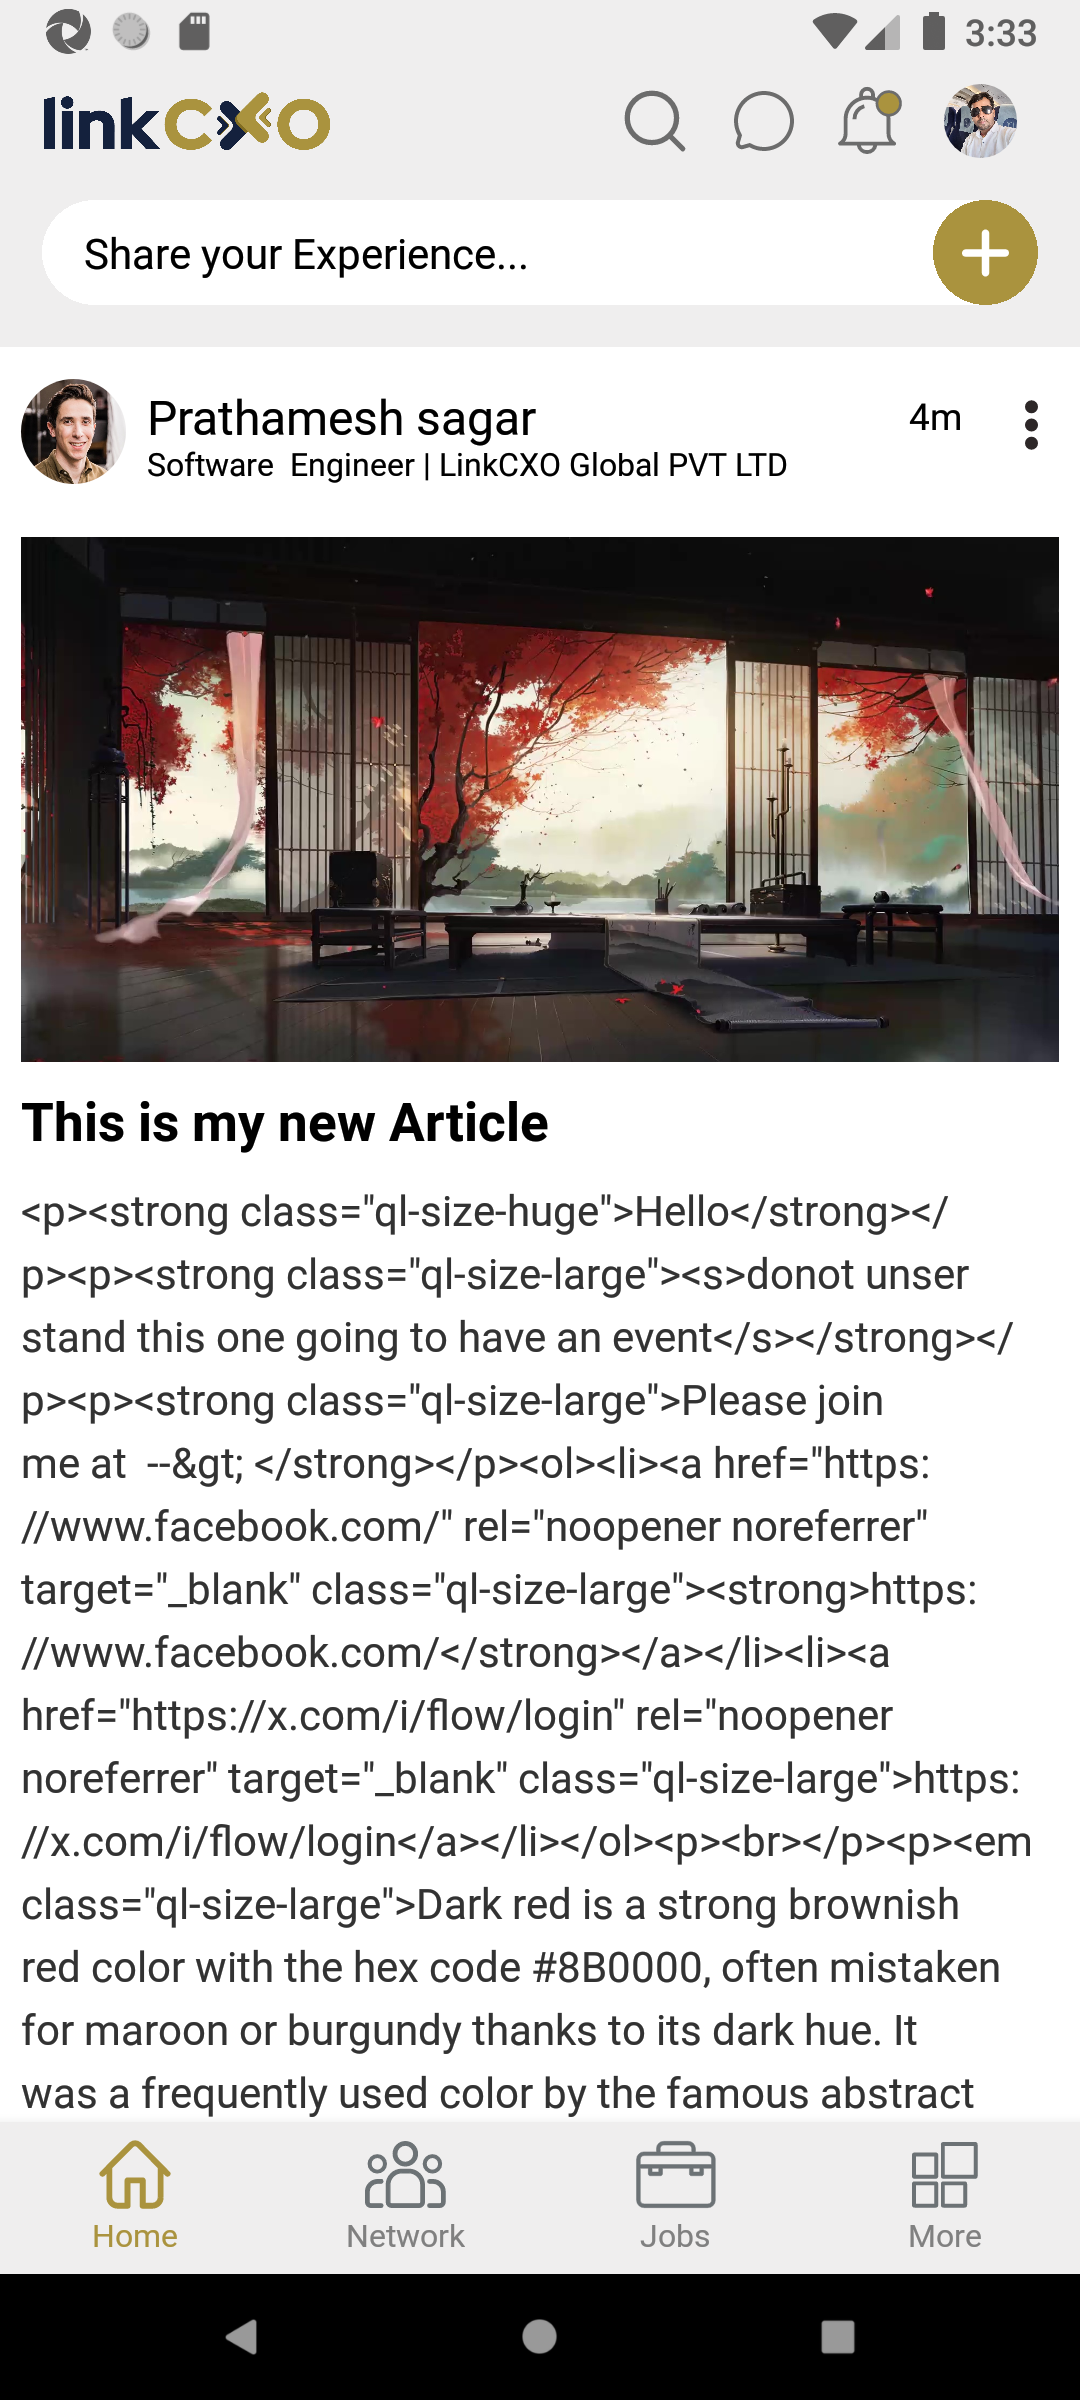 3:33
linkCXO
Share your Experience...
Prathamesh sagar
4m
Software  Engineer | LinkCXO Global PVT LTD
This is my new Article
<p><strong class="ql-size-huge">Hello</strong></
p><p><strong class="ql-size-large"><s>donot unser
stand this one going to have an event</s></strong></
p><p><strong class="ql-size-large">Please join
me at  --&gt; </strong></p><ol><li><a href="https:
//www.facebook.com/" rel="noopener noreferrer"
target="_blank" class="ql-size-large"><strong>https:
//www.facebook.com/</strong></a></li><li><a
href="https://x.com/i/flow/login" rel="noopener
noreferrer" target="_blank" class="ql-size-large">https:
//x.com/i/flow/login</a></li></ol><p><br></p><p><em
class="ql-size-large">Dark red is a strong brownish
red color with the hex code #8B0000, often mistaken
for maroon or burgundy thanks to its dark hue. It
was a frequently used color by the famous abstract
Home
Network
Jobs
More